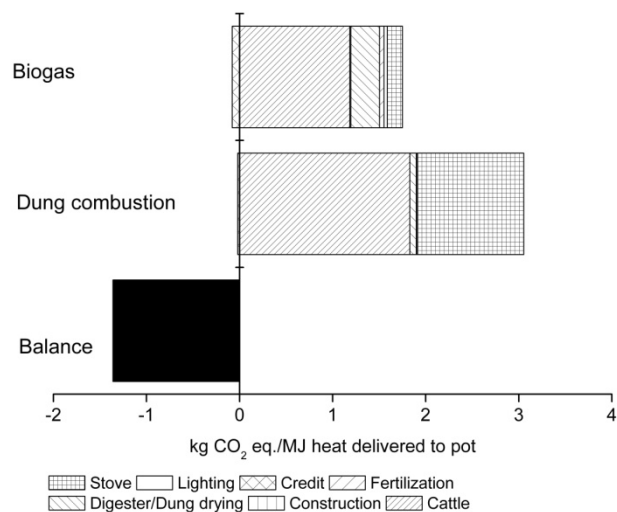 Biogas
Dung combustion
Balance
-2 -1 0 1 2 3 4
kg CO₂ eq./MJ heat delivered to pot
Stove Lighting Credit Fertilization
Digester/Dung drying Construction Cattle